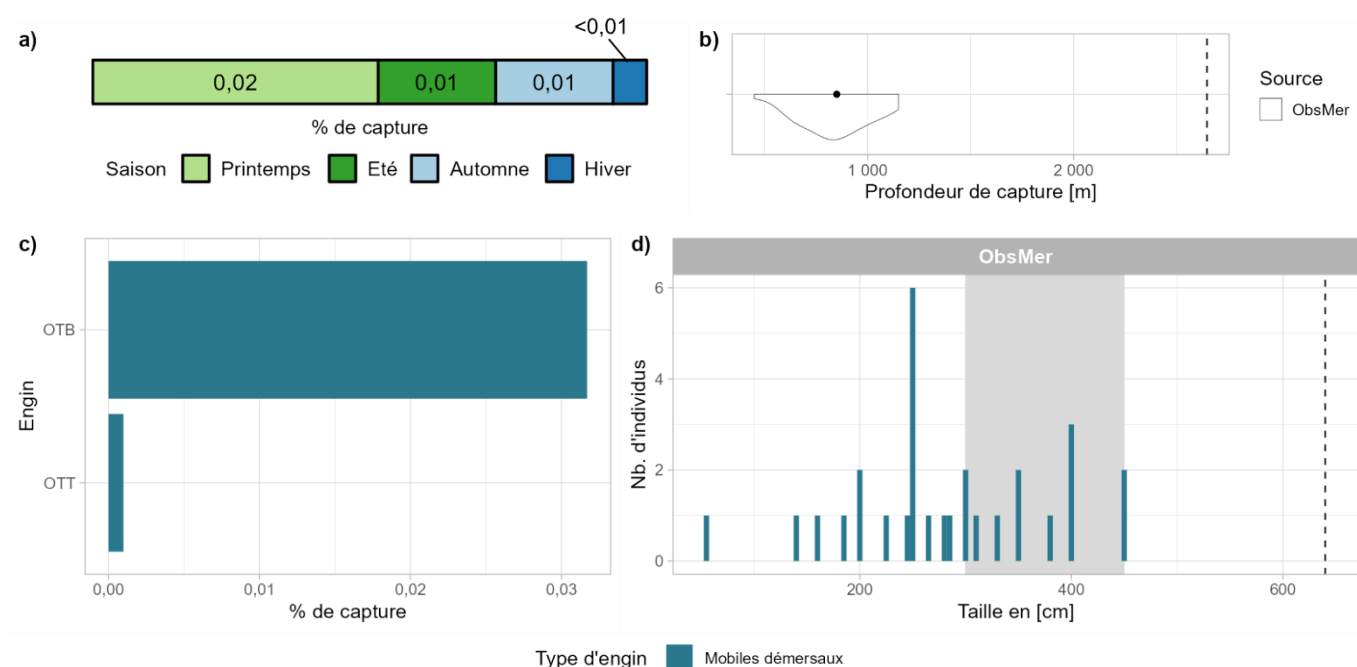 a)
<0,01
0,02
0,01
0,01
% de capture
Saison
Printemps
Eté
Automne
Hiver
b)
1 000
2 000
Profondeur de capture [m]
Source
ObsMer
c)
Engin
OTB
OTT
0,00
0,01
0,02
0,03
% de capture
d)
ObsMer
Nb. d'individus
6
4
2
0
200
400
600
Taille en [cm]
Type d'engin
Mobiles démersaux